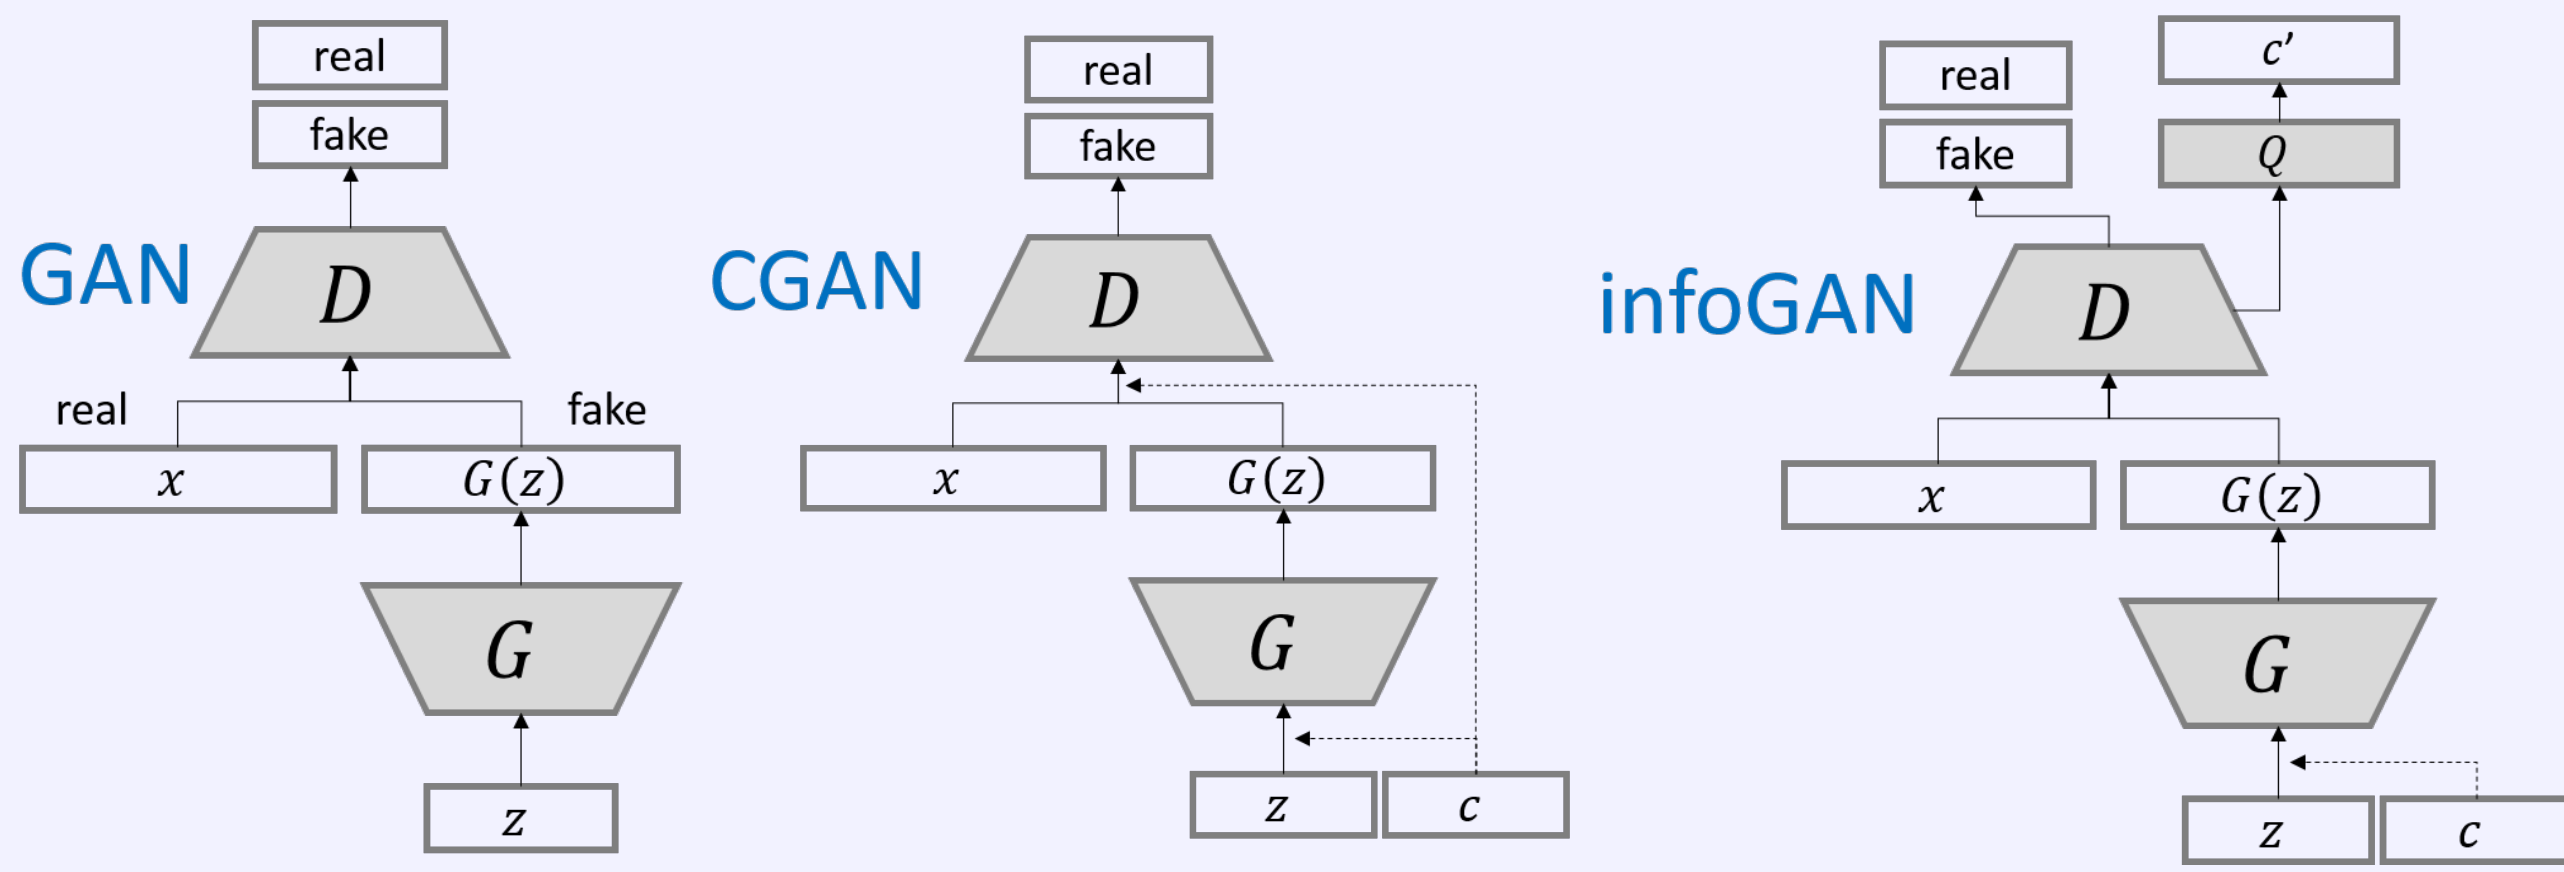 real
fake
GAN
D
real
fake
x
G(z)
G
z
real
fake
CGAN
D
x
G(z)
G
z
c
real
fake
c′
Q
infoGAN
D
x
G(z)
G
z
c